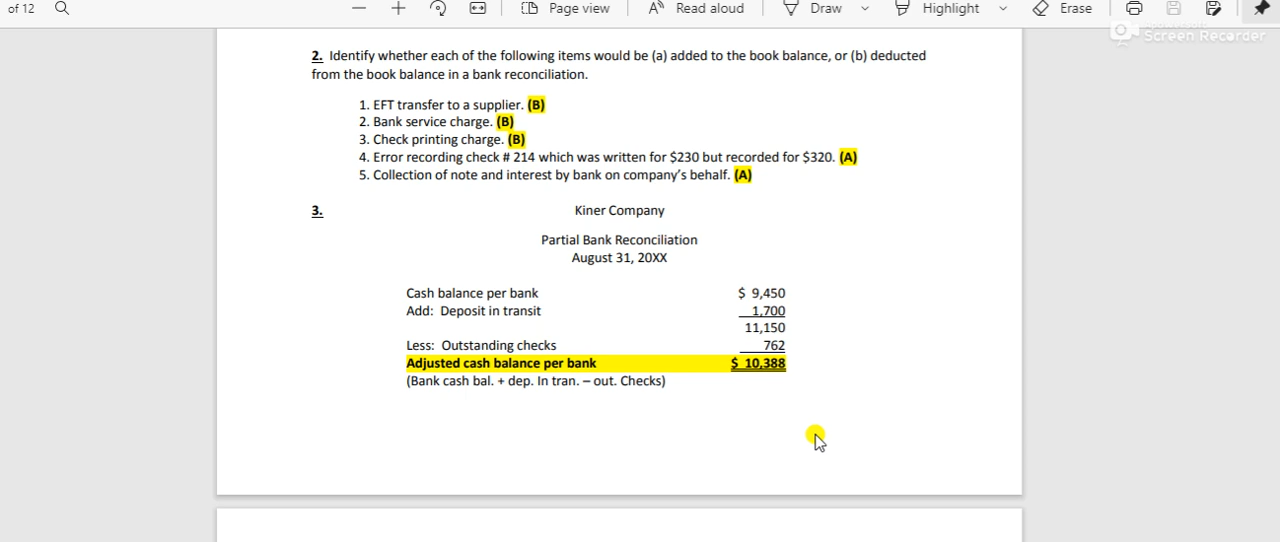 of 12 Page view Read aloud Draw Highlight Erase
Screen Recorder
2. Identify whether each of the following items would be (a) added to the book balance, or (b) deducted
from the book balance in a bank reconciliation.
1. EFT transfer to a supplier. (B)
2. Bank service charge. (B)
3. Check printing charge. (B)
4. Error recording check # 214 which was written for $230 but recorded for $320. (A)
5. Collection of note and interest by bank on company’s behalf. (A)
3. Kiner Company
Partial Bank Reconciliation
August 31, 20XX
Cash balance per bank $ 9,450
Add: Deposit in transit 1,700
11,150
Less: Outstanding checks 762
Adjusted cash balance per bank $ 10,388
(Bank cash bal. + dep. In tran. – out. Checks)